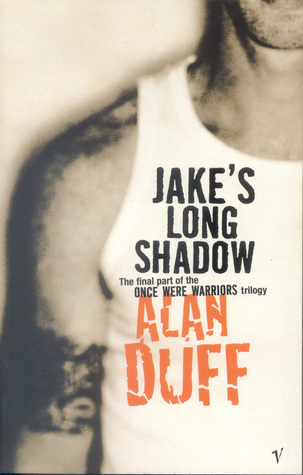 JAKE'S
LONG
SHADOW
The final part of the
ONCE WERE WARRIORS trilogy
ALAN
DUFF
V